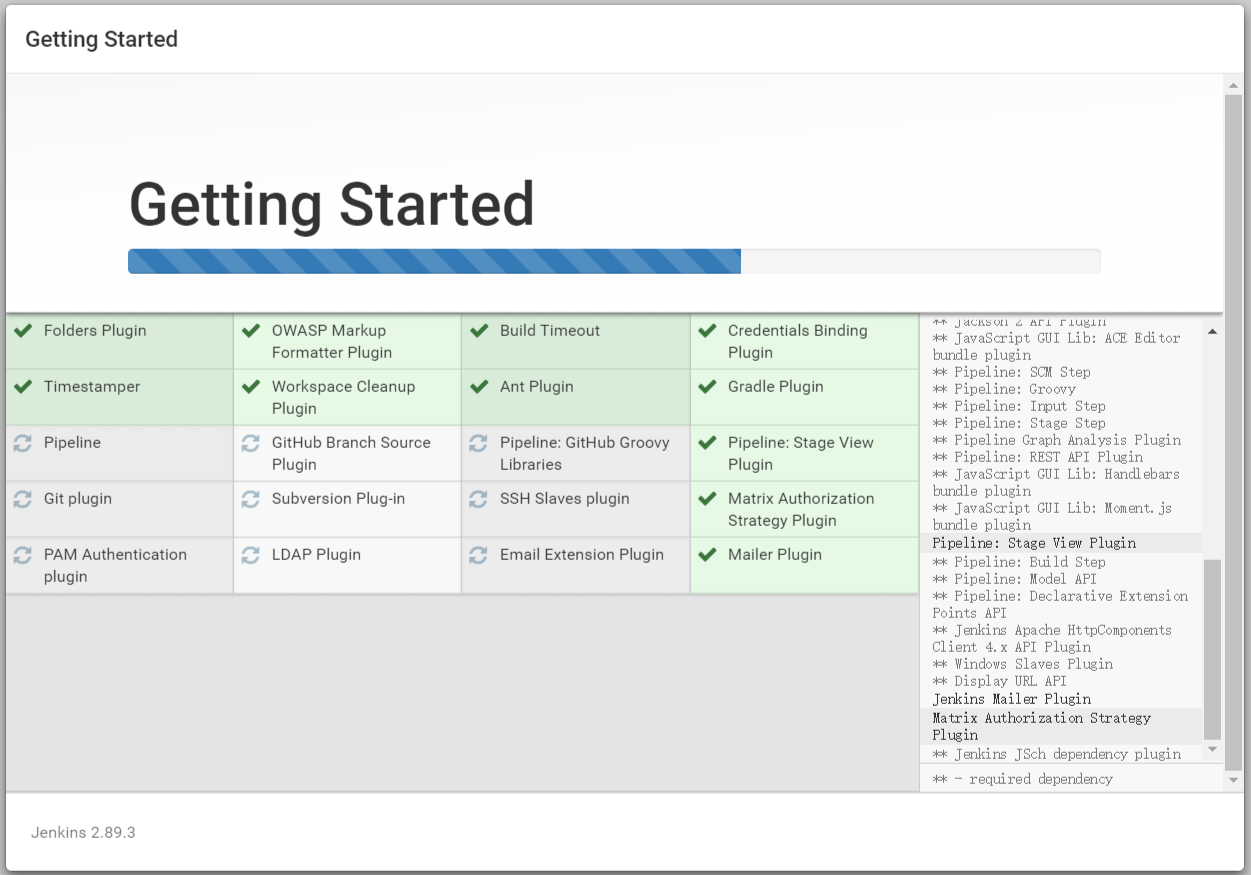 Getting Started
Getting Started
Folders Plugin
OWASP Markup
Formatter Plugin
Build Timeout
Credentials Binding
Plugin
Timestamper
Workspace Cleanup
Plugin
Ant Plugin
Gradle Plugin
Pipeline
GitHub Branch Source
Plugin
Pipeline: GitHub Groovy
Libraries
Pipeline: Stage View
Plugin
Git plugin
Subversion Plug-in
SSH Slaves plugin
Matrix Authorization
Strategy Plugin
PAM Authentication
plugin
LDAP Plugin
Email Extension Plugin
Mailer Plugin
** Jackson 2 API Plugin
** JavaScript GUI Lib: ACE Editor
bundle plugin
** Pipeline: SCM Step
** Pipeline: Groovy
** Pipeline: Input Step
** Pipeline: Stage Step
** Pipeline Graph Analysis Plugin
** Pipeline: REST API Plugin
** JavaScript GUI Lib: Handlebars
bundle plugin
** JavaScript GUI Lib: Moment.js
bundle plugin
Pipeline: Stage View Plugin
** Pipeline: Build Step
** Pipeline: Model API
** Pipeline: Declarative Extension
Points API
** Jenkins Apache HttpComponents
Client 4.x API Plugin
** Windows Slaves Plugin
** Display URL API
Jenkins Mailer Plugin
Matrix Authorization Strategy
Plugin
** Jenkins JSch dependency plugin
** - required dependency
Jenkins 2.89.3